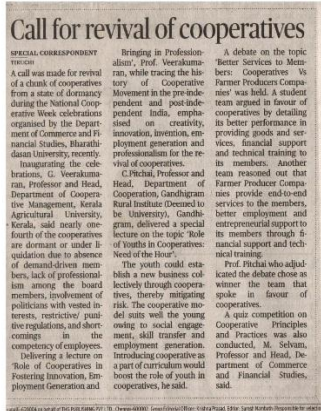 Call for revival of cooperatives
SPECIAL CORRESPONDENT
TIRUCHI
A call was made for revival
of a chunk of cooperatives
from a state of dormancy
during the National Coop-
erative Week celebrations
organised by the Depart-
ment of Commerce and Fi-
nancial Studies, Bharathi-
dasan University, recently.
Inaugurating the cele-
brations, G. Veerakuma-
ran, Professor and Head,
Department of Coopera-
tive Management, Kerala
Agricultural University,
Kerala, said nearly one-
fourth of the cooperatives
are dormant or under li-
quidation due to absence
of demand-driven mem-
bers, lack of professional-
ism among the board
members, involvement of
politicians with vested in-
terests, restrictive/ puni-
tive regulations, and short-
comings in the
competency of employees.
Delivering a lecture on
'Role of Cooperatives in
Fostering Innovation, Em-
ployment Generation and
Bringing in Profession-
alism', Prof. Veerakuma-
ran, while tracing the his-
tory of Cooperative
Movement in the pre-inde-
pendent and post-inde-
pendent India, empha-
sised on creativity,
innovation, invention, em-
ployment generation and
professionalism for the re-
vival of cooperatives.
C.Pitchai, Professor and
Head, Department of
Cooperation, Gandhigram
Rural Institute (Deemed to
be University), Gandhi-
gram, delivered a special
lecture on the topic 'Role
of Youths in Cooperatives:
Need of the Hour'.
The youth could esta-
blish a new business col-
lectively through coopera-
tives, thereby mitigating
risk. The cooperative mo-
del suits well the young
owing to social engage-
ment, skill transfer and
employment generation.
Introducing cooperative as
a part of curriculum would
boost the role of youth in
cooperatives, he said.
A debate on the topic
'Better Services to Mem-
bers: Cooperatives Vs
Farmer Producers Compa-
nies' was held. A student
team argued in favour of
cooperatives by detailing
its better performance in
providing goods and ser-
vices, financial support
and technical training to
its members. Another
team reasoned out that
Farmer Producer Compa-
nies provide end-to-end
services to the members,
better employment and
entrepreneurial support to
its members through fi-
nancial support and tech-
nical training.
Prof. Pitchai who adjud-
icated the debate chose as
winner the team that
spoke in favour of
cooperatives.
A quiz competition on
Cooperative Principles
and Practices was also
conducted, M. Selvam,
Professor and Head, De-
partment of Commerce
and Financial Studies,
said.